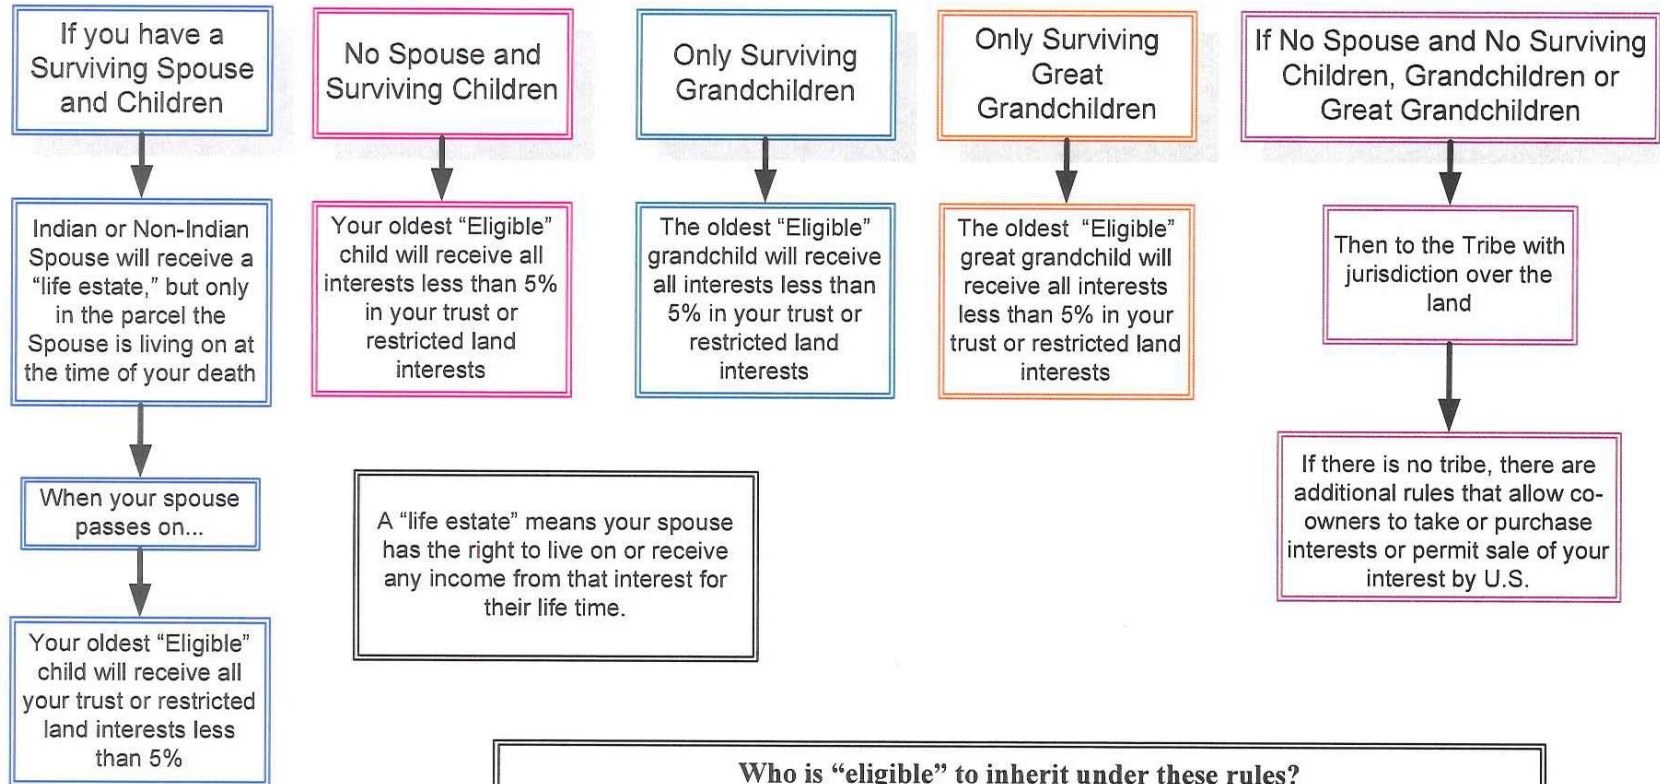 If you have a
Surviving Spouse
and Children
Indian or Non-Indian
Spouse will receive a
“life estate,” but only
in the parcel the
Spouse is living on at
the time of your death
When your spouse
passes on...
Your oldest “Eligible”
child will receive all
your trust or restricted
land interests less
than 5%
No Spouse and
Surviving Children
Your oldest “Eligible”
child will receive all
interests less than 5%
in your trust or
restricted land
interests
Only Surviving
Grandchildren
The oldest “Eligible”
grandchild will receive
all interests less than
5% in your trust or
restricted land
interests
Only Surviving
Great
Grandchildren
The oldest “Eligible”
great grandchild will
receive all interests
less than 5% in your
trust or restricted land
interests
If No Spouse and No Surviving
Children, Grandchildren or
Great Grandchildren
Then to the Tribe with
jurisdiction over the
land
If there is no tribe, there are
additional rules that allow co-
owners to take or purchase
interests or permit sale of your
interest by U.S.
A “life estate” means your spouse
has the right to live on or receive
any income from that interest for
their life time.
Who is “eligible” to inherit under these rules?